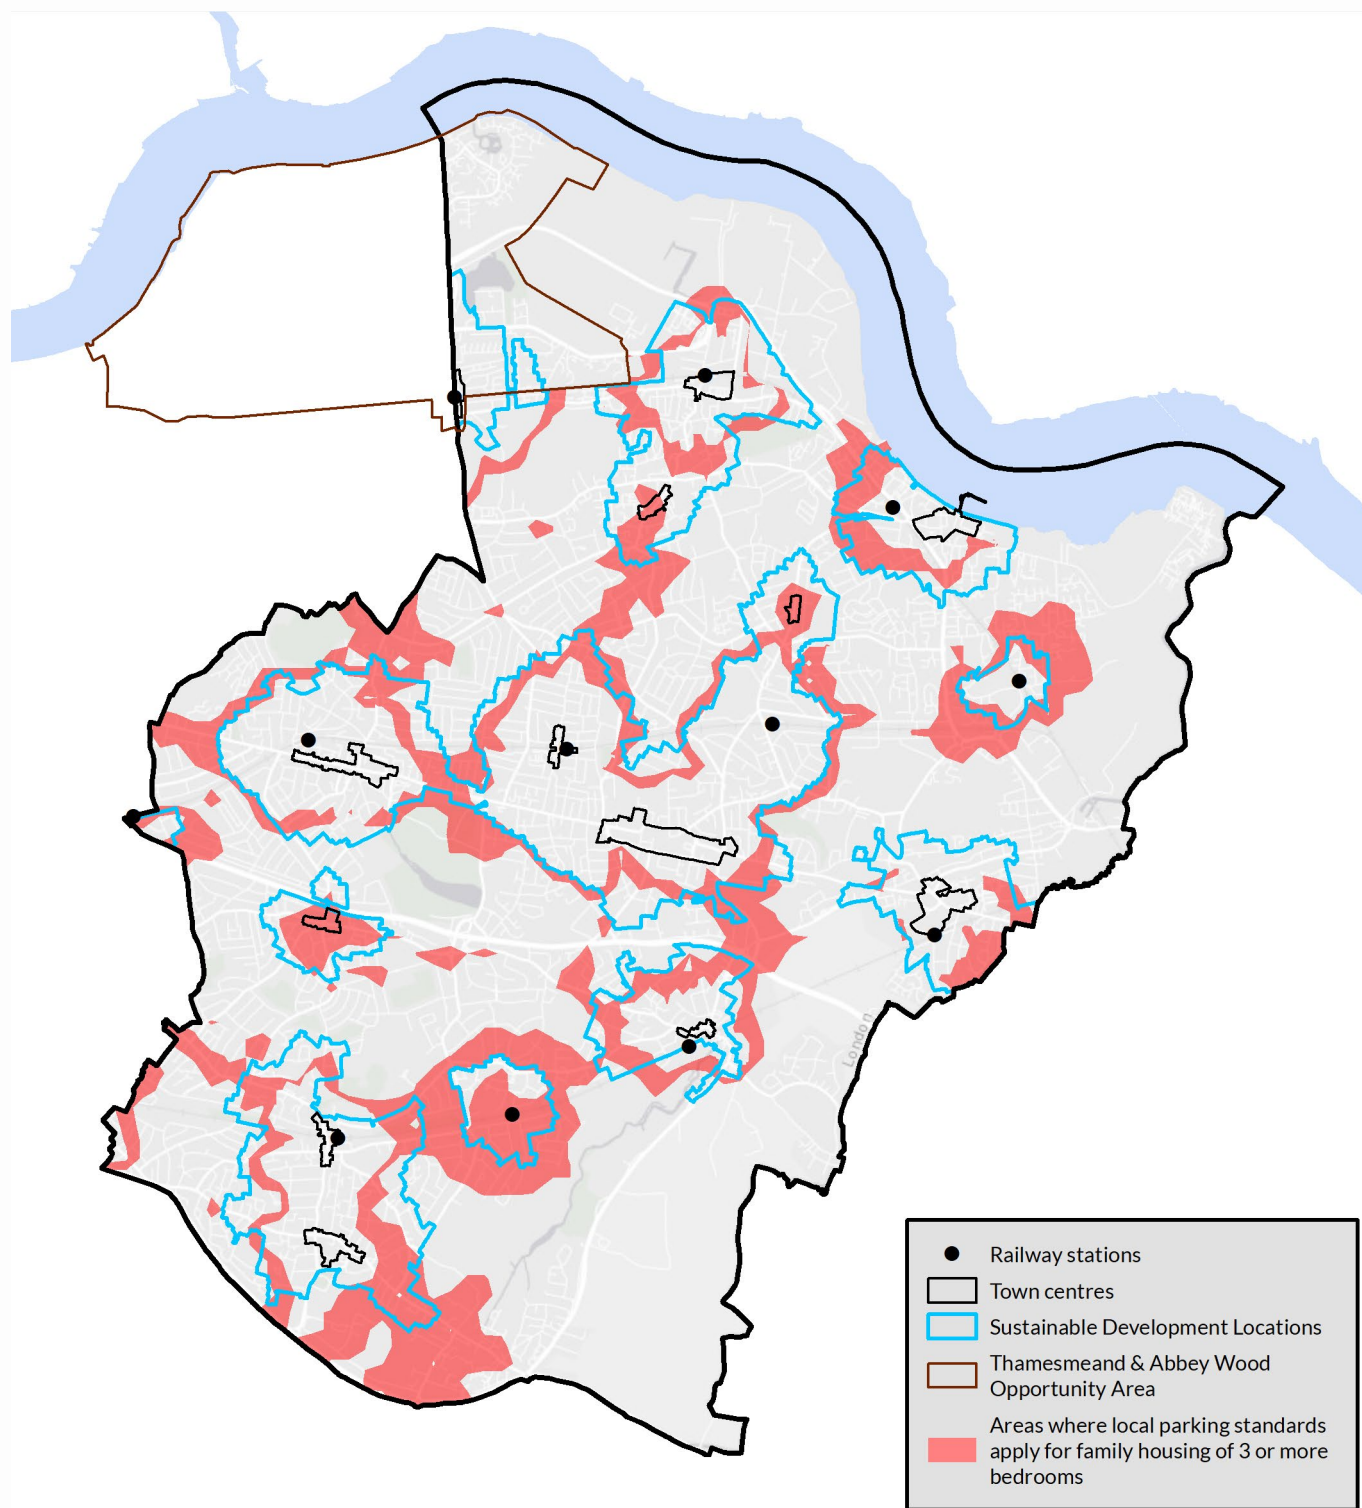 London
Railway stations
Town centres
Sustainable Development Locations
Thamesmeand & Abbey Wood
Opportunity Area
Areas where local parking standards
apply for family housing of 3 or more
bedrooms